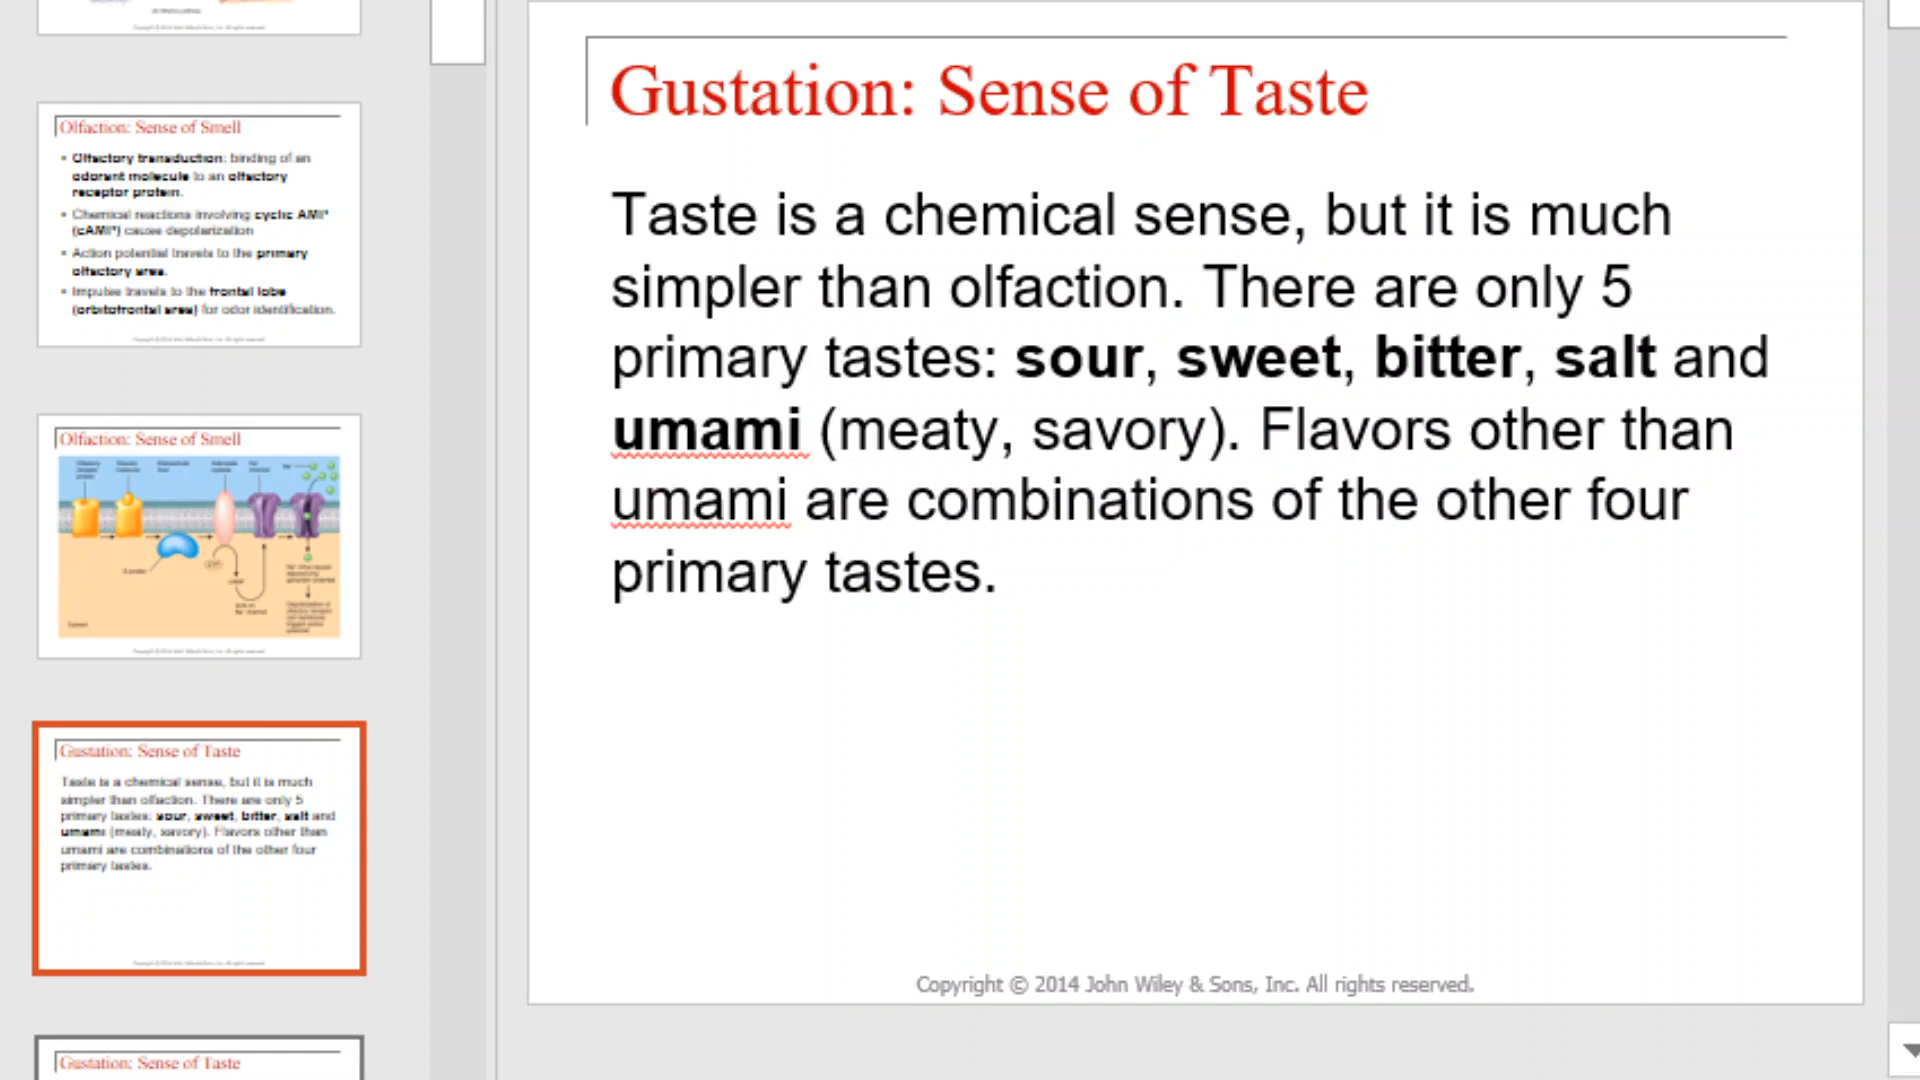 Olfaction: Sense of Smell
• Olfactory transduction: binding of an
odorant molecule to an olfactory
receptor protein.
• Chemical reactions involving cyclic AMP
(cAMP) cause depolarization
• Action potential travels to the primary
olfactory area.
• Impulse travels to the frontal lobe
(orbitofrontal area) for odor identification.
Olfaction: Sense of Smell
Gustation: Sense of Taste
Taste is a chemical sense, but it is much
simpler than olfaction. There are only 5
primary tastes: sour, sweet, bitter, salt and
umami (meaty, savory). Flavors other than
umami are combinations of the other four
primary tastes.
Gustation: Sense of Taste
Gustation: Sense of Taste
Taste is a chemical sense, but it is much
simpler than olfaction. There are only 5
primary tastes: sour, sweet, bitter, salt and
umami (meaty, savory). Flavors other than
umami are combinations of the other four
primary tastes.
Copyright © 2014 John Wiley & Sons, Inc. All rights reserved.